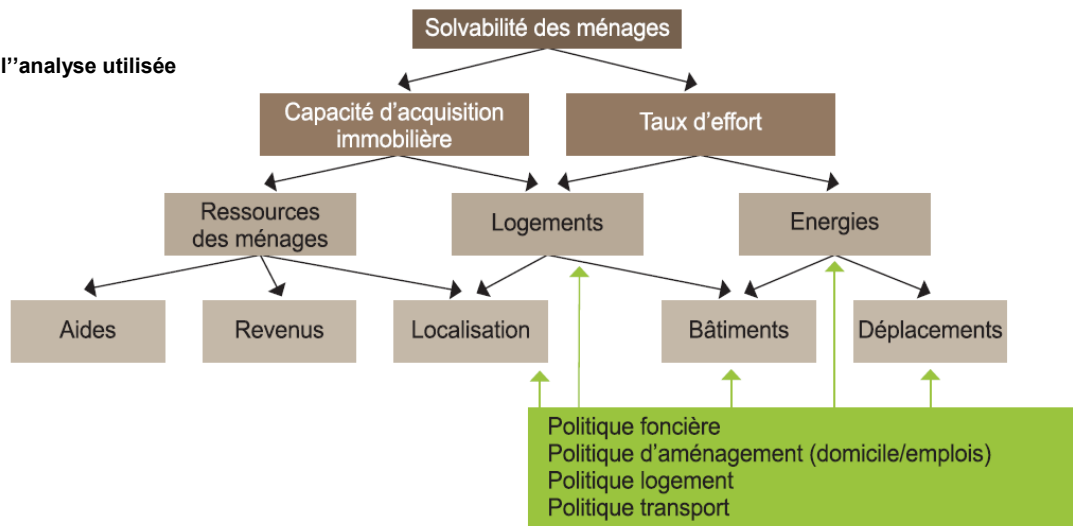 Solvabilité des ménages
l''analyse utilisée
Capacité d'acquisition
immobilière
Taux d'effort
Ressources
des ménages
Logements
Energies
Aides
Revenus
Localisation
Bâtiments
Déplacements
Politique foncière
Politique d'aménagement (domicile/emplois)
Politique logement
Politique transport